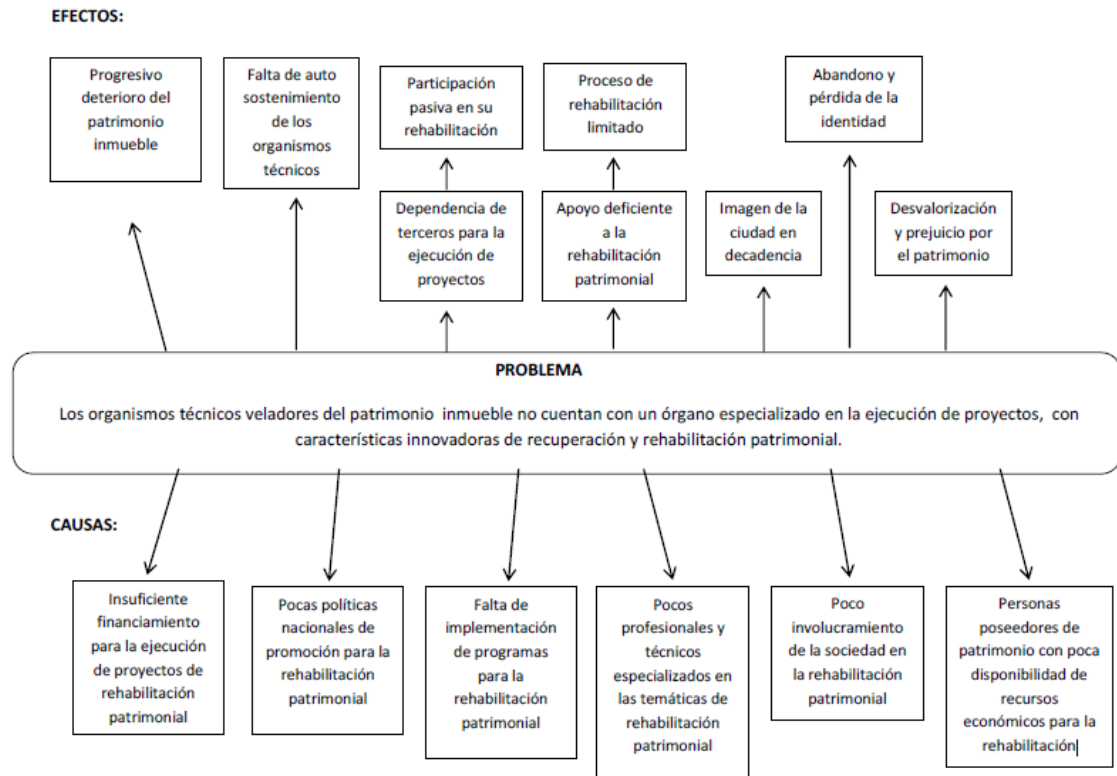 EFECTOS:
Progresivo
deterioro del
patrimonio
inmueble
Falta de auto
sostenimiento
de los
organismos
técnicos
Participación
pasiva en su
rehabilitación
Proceso de
rehabilitación
limitado
Abandono y
pérdida de la
identidad
Dependencia de
terceros para la
ejecución de
proyectos
Apoyo deficiente
a la
rehabilitación
patrimonial
Imagen de la
ciudad en
decadencia
Desvalorización
y prejuicio por
el patrimonio
PROBLEMA
Los organismos técnicos veladores del patrimonio inmueble no cuentan con un órgano especializado en la ejecución de proyectos, con
características innovadoras de recuperación y rehabilitación patrimonial.
CAUSAS:
Insuficiente
financiamiento
para la ejecución
de proyectos de
rehabilitación
patrimonial
Pocas políticas
nacionales de
promoción para la
rehabilitación
patrimonial
Falta de
implementación
de programas
para la
rehabilitación
patrimonial
Pocos
profesionales y
técnicos
especializados en
las temáticas de
rehabilitación
patrimonial
Poco
involucramiento
de la sociedad en
la rehabilitación
patrimonial
Personas
poseedores de
patrimonio con poca
disponibilidad de
recursos
económicos para la
rehabilitación